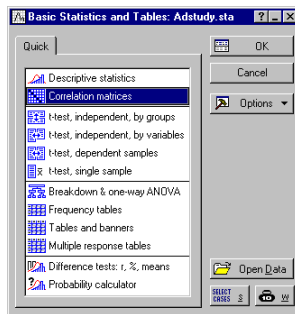 Basic Statistics and Tables: Adstudy.sta
Quick
OK
Cancel
Options
Descriptive statistics
Correlation matrices
t-test, independent, by groups
t-test, independent, by variables
t-test, dependent samples
t-test, single sample
Breakdown & one-way ANOVA
Frequency tables
Tables and banners
Multiple response tables
Difference tests: r, %, means
Probability calculator
Open Data
SELECT CASES S W